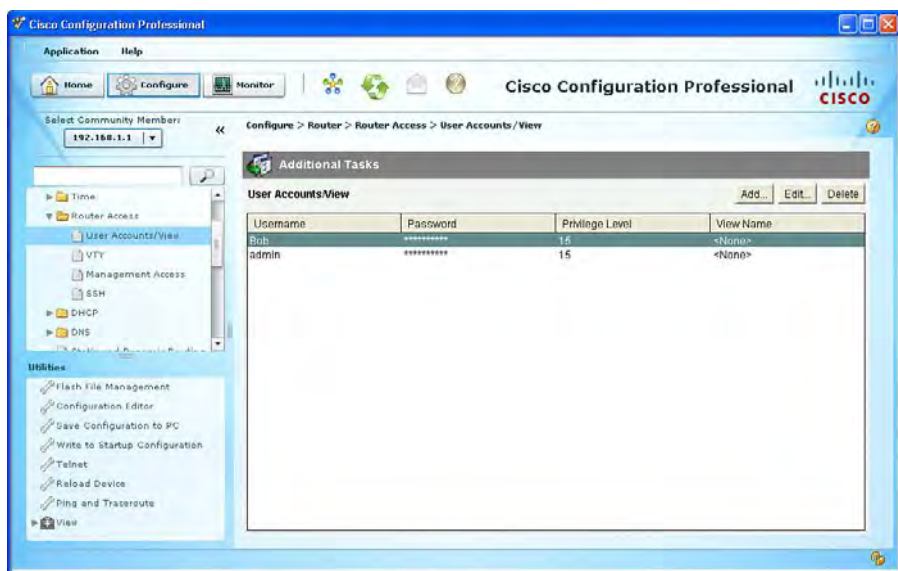 Cisco Configuration Professional
Application Help
Home Configure Monitor Cisco Configuration Professional
CISCO
Select Community Member:
192.168.1.1
«
Configure > Router > Router Access > User Accounts/View
Additional Tasks
User Accounts/View
Add... Edit... Delete
Username Password Privilege Level View Name
Bob ********** 15 <None>
admin ********** 15 <None>
Time
Router Access
User Accounts/View
VTY
Management Access
SSH
DHCP
DNS
Utilities
Flash File Management
Configuration Editor
Save Configuration to PC
Write to Startup Configuration
Telnet
Reload Device
Ping and Traceroute
View